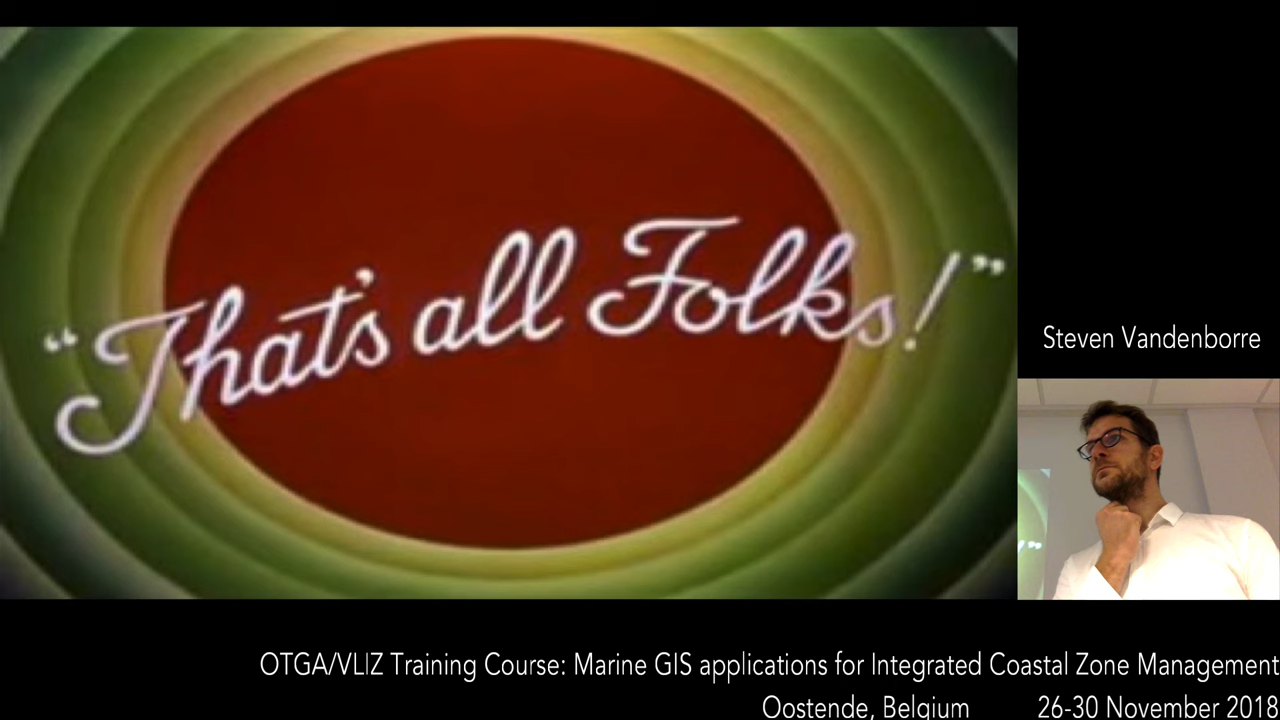 “That's all Folks!”
Steven Vandenborre
OTGA/VLIZ Training Course: Marine GIS applications for Integrated Coastal Zone Management
Oostende, Belgium 26-30 November 2018